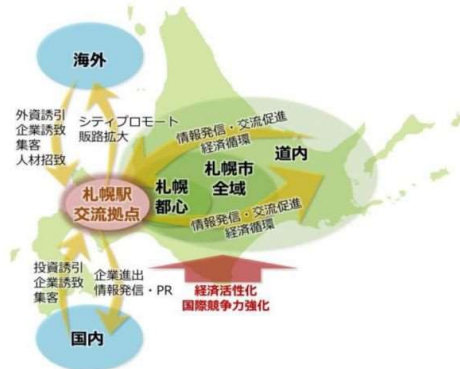 海外
外資誘引
企業誘致
集客
人材招致
シティプロモート
販路拡大
情報発信・交流促進
経済循環
道内
札幌市
全域
札幌
都心
札幌駅
交流拠点
情報発信・交流促進
経済循環
投資誘引
企業誘致
集客
企業進出
情報発信・PR
経済活性化
国際競争力強化
国内